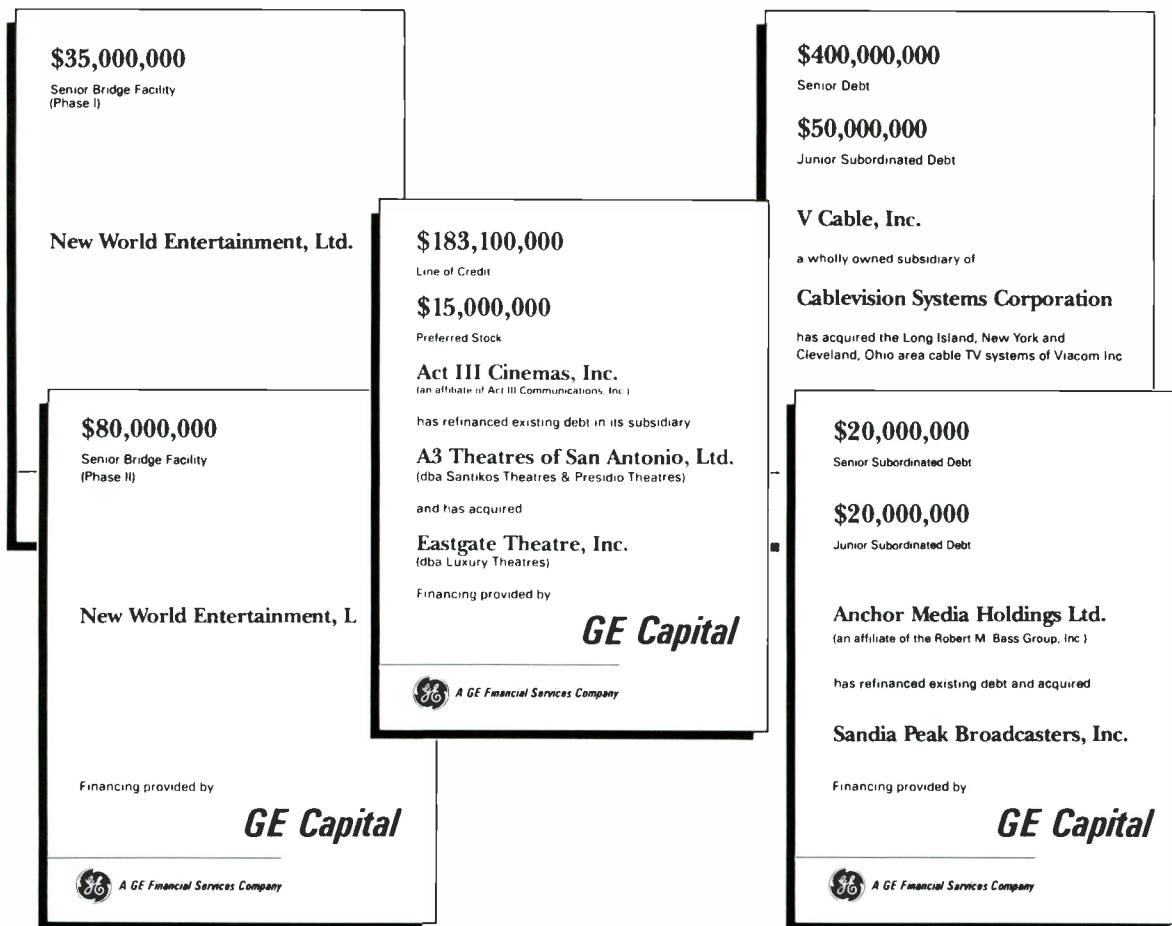 $35,000,000
Senior Bridge Facility
(Phase I)
New World Entertainment, Ltd.
$80,000,000
Senior Bridge Facility
(Phase II)
New World Entertainment, L
Financing provided by
GE Capital
GE A GE Financial Services Company
$183,100,000
Line of Credit
$15,000,000
Preferred Stock
Act III Cinemas, Inc.
(an affiliate of Act III Communications, Inc.)
has refinanced existing debt in its subsidiary
A3 Theatres of San Antonio, Ltd.
(dba Santikos Theatres & Presidio Theatres)
and has acquired
Eastgate Theatre, Inc.
(dba Luxury Theatres)
Financing provided by
GE Capital
GE A GE Financial Services Company
$400,000,000
Senior Debt
$50,000,000
Junior Subordinated Debt
V Cable, Inc.
a wholly owned subsidiary of
Cablevision Systems Corporation
has acquired the Long Island, New York and
Cleveland, Ohio area cable TV systems of Viacom Inc
$20,000,000
Senior Subordinated Debt
$20,000,000
Junior Subordinated Debt
Anchor Media Holdings Ltd.
(an affiliate of the Robert M. Bass Group, Inc.)
has refinanced existing debt and acquired
Sandia Peak Broadcasters, Inc.
Financing provided by
GE Capital
GE A GE Financial Services Company